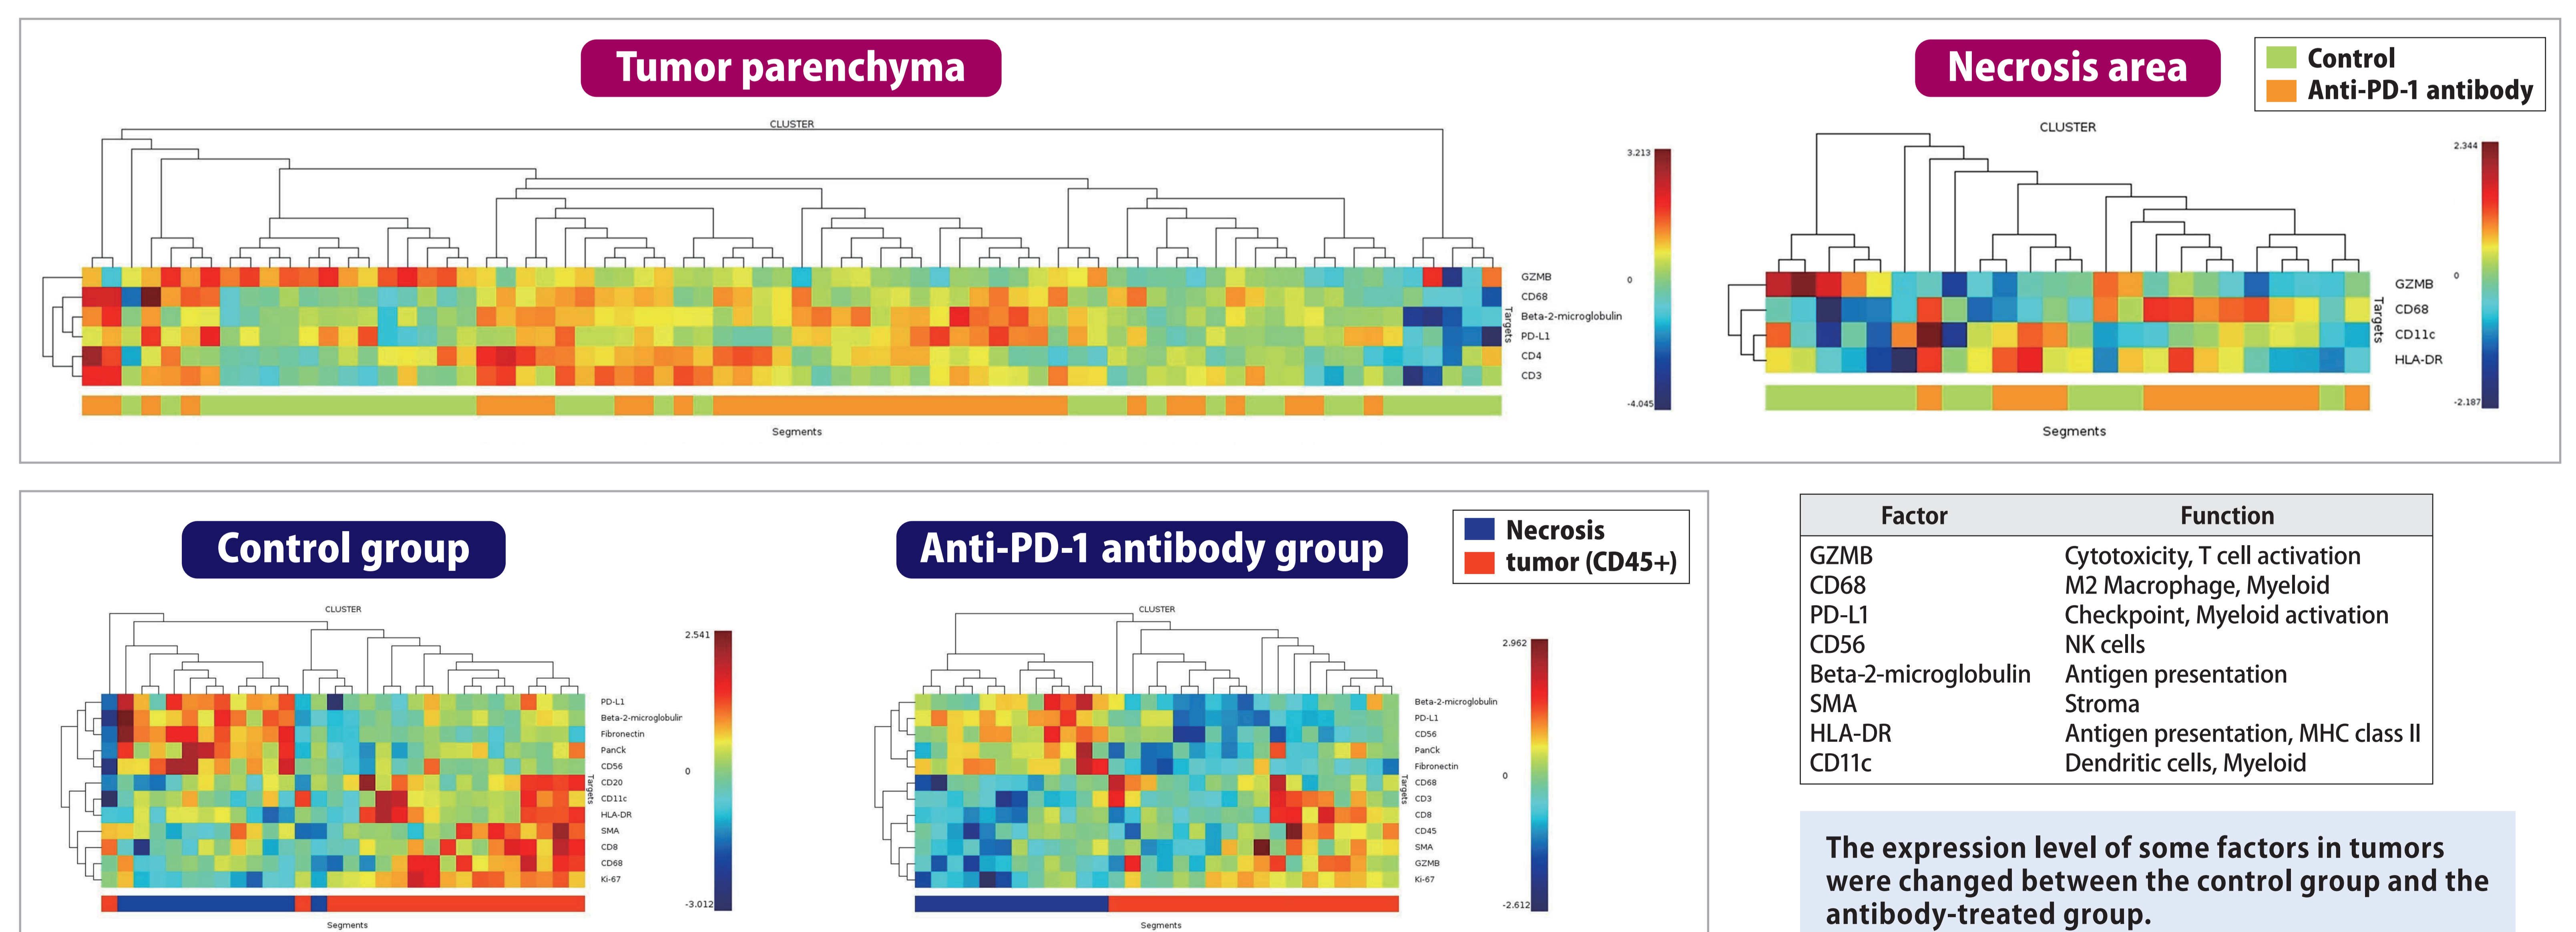 Tumor parenchyma
Necrosis area
Control
Anti-PD-1 antibody
CLUSTER
3.213
0
-4.045
GZMB
CD68
Beta-2-microglobulin
PD-L1
CD4
CD3
Targets
Segments
CLUSTER
2.344
0
-2.187
GZMB
CD68
CD11c
HLA-DR
Targets
Segments
Control group
Anti-PD-1 antibody group
Necrosis
tumor (CD45+)
CLUSTER
2.541
0
-3.012
PD-L1
Beta-2-microglobulin
Fibronectin
PanCk
CD56
CD20
CD11c
HLA-DR
SMA
CD8
CD68
Ki-67
Targets
Segments
CLUSTER
2.962
0
-2.612
Beta-2-microglobulin
PD-L1
CD56
PanCk
Fibronectin
CD68
CD3
CD8
CD45
SMA
GZMB
Ki-67
Targets
Segments
Factor Function
GZMB Cytotoxicity, T cell activation
CD68 M2 Macrophage, Myeloid
PD-L1 Checkpoint, Myeloid activation
CD56 NK cells
Beta-2-microglobulin Antigen presentation
SMA Stroma
HLA-DR Antigen presentation, MHC class II
CD11c Dendritic cells, Myeloid
The expression level of some factors in tumors
were changed between the control group and the
antibody-treated group.